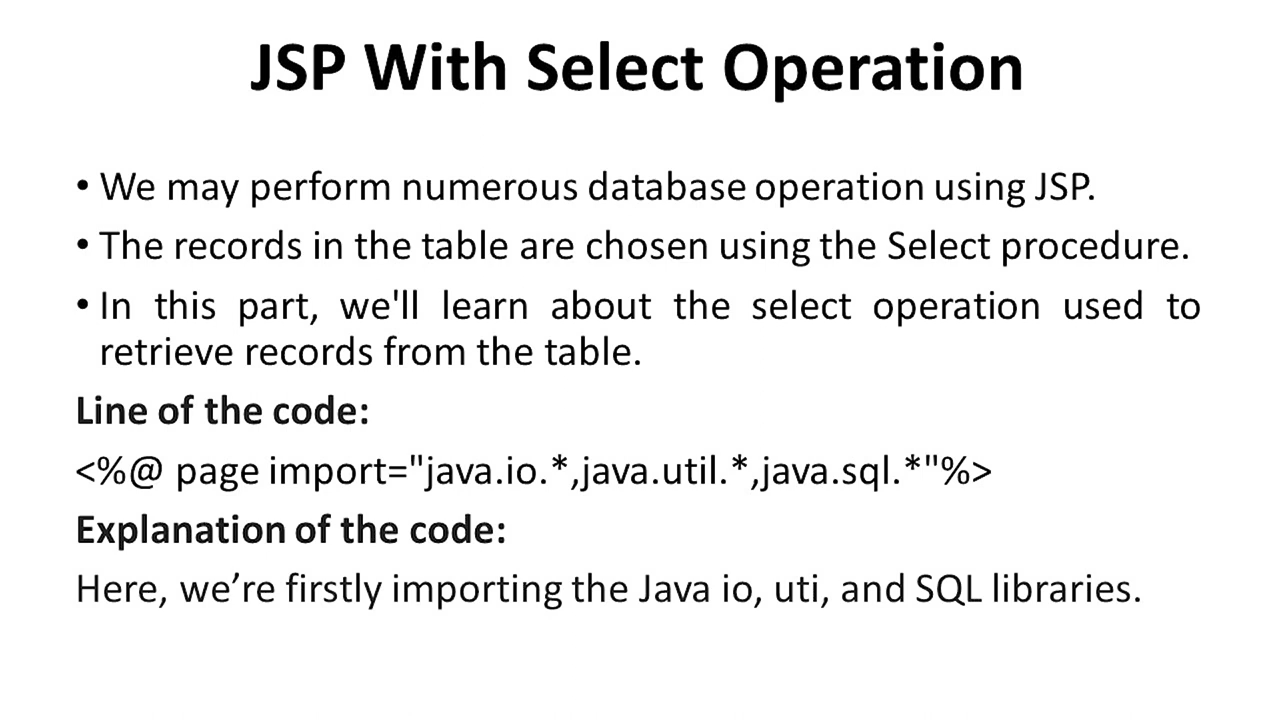 JSP With Select Operation
• We may perform numerous database operation using JSP.
• The records in the table are chosen using the Select procedure.
• In this part, we'll learn about the select operation used to
retrieve records from the table.
Line of the code:
<%@ page import="java.io.*,java.util.*,java.sql.*"%>
Explanation of the code:
Here, we’re firstly importing the Java io, uti, and SQL libraries.